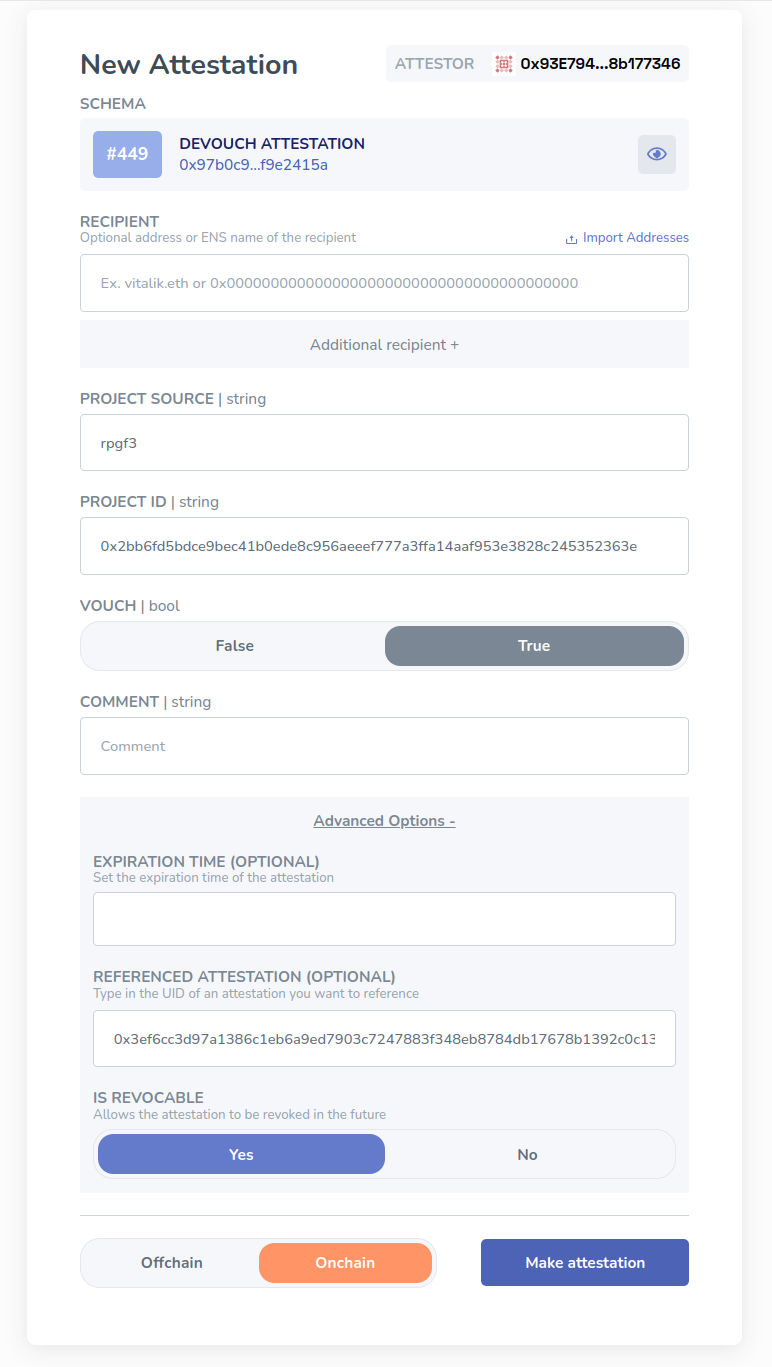 New Attestation
ATTESTOR 0x93E794...8b177346
SCHEMA
#449
DEVOUCH ATTESTATION
0x97b0c9...f9e2415a
RECIPIENT
Optional address or ENS name of the recipient
Import Addresses
Ex. vitalik.eth or 0x0000000000000000000000000000000000000000
Additional recipient +
PROJECT SOURCE | string
rpgf3
PROJECT ID | string
0x2bb6fd5bdce9bec41b0ede8c956aeeef777a3ffa14aaf953e3828c245352363e
VOUCH | bool
False
True
COMMENT | string
Comment
Advanced Options -
EXPIRATION TIME (OPTIONAL)
Set the expiration time of the attestation
REFERENCED ATTESTATION (OPTIONAL)
Type in the UID of an attestation you want to reference
0x3ef6cc3d97a1386c1eb6a9ed7903c7247883f348eb8784db17678b1392c0c13
IS REVOCABLE
Allows the attestation to be revoked in the future
Yes
No
Offchain
Onchain
Make attestation